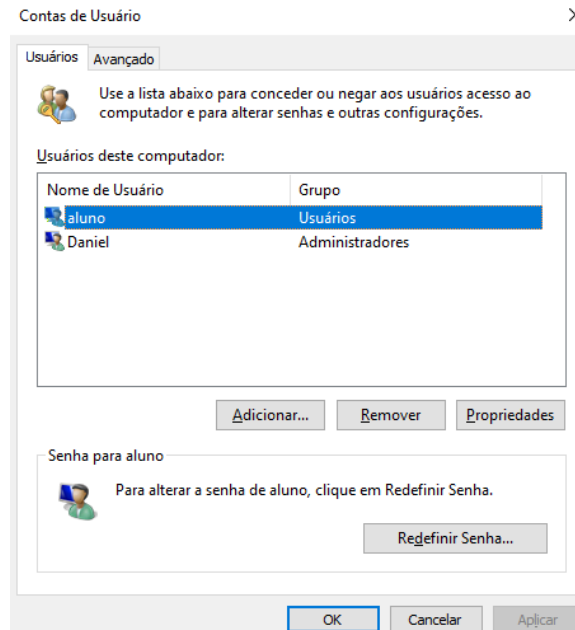 Contas de Usuário
Usuários Avançado
Use a lista abaixo para conceder ou negar aos usuários acesso ao
computador e para alterar senhas e outras configurações.
Usuários deste computador:
Nome de Usuário Grupo
aluno Usuários
Daniel Administradores
Adicionar... Remover Propriedades
Senha para aluno
Para alterar a senha de aluno, clique em Redefinir Senha.
Redefinir Senha...
OK Cancelar Aplicar